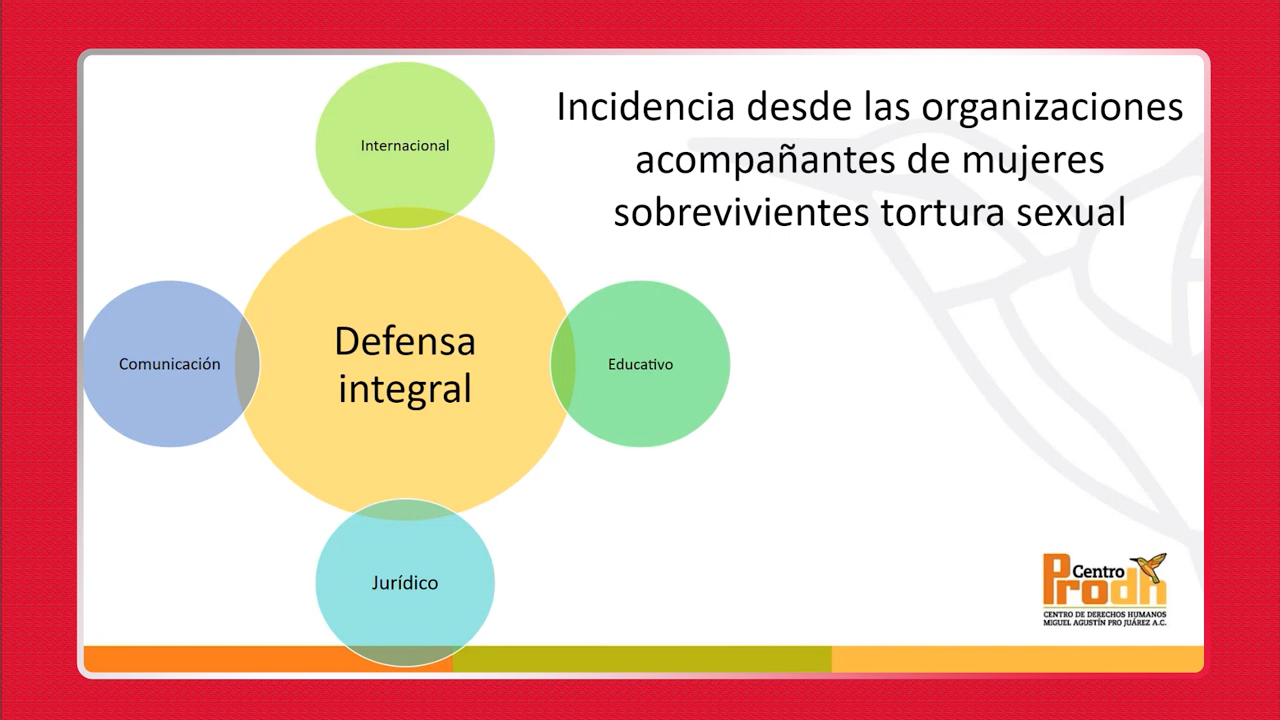 Incidencia desde las organizaciones
acompañantes de mujeres
sobrevivientes tortura sexual
Internacional
Comunicación
Defensa
integral
Educativo
Jurídico
Centro
Prodh
CENTRO DE DERECHOS HUMANOS
MIGUEL AGUSTÍN PRO JUÁREZ A.C.